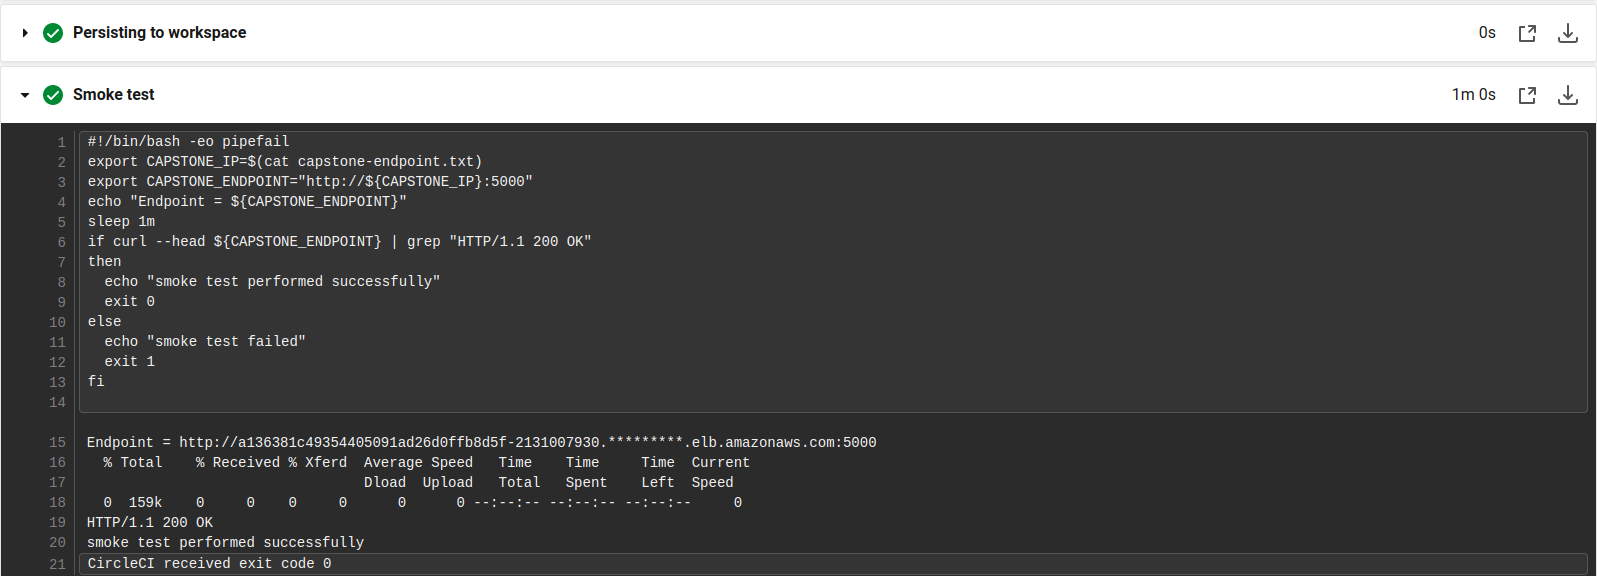 Persisting to workspace 0s
Smoke test 1m 0s
1 #!/bin/bash -eo pipefail
2 export CAPSTONE_IP=$(cat capstone-endpoint.txt)
3 export CAPSTONE_ENDPOINT="http://${CAPSTONE_IP}:5000"
4 echo "Endpoint = ${CAPSTONE_ENDPOINT}"
5 sleep 1m
6 if curl --head ${CAPSTONE_ENDPOINT} | grep "HTTP/1.1 200 OK"
7 then
8   echo "smoke test performed successfully"
9   exit 0
10 else
11   echo "smoke test failed"
12   exit 1
13 fi
14
15 Endpoint = http://a136381c49354405091ad26d0ffb8d5f-2131007930.*********.elb.amazonaws.com:5000
16   % Total    % Received % Xferd  Average Speed   Time    Time     Time  Current
17                                  Dload  Upload   Total   Spent    Left  Speed
18   0  159k    0     0    0     0      0      0 --:--:-- --:--:-- --:--:--     0
19 HTTP/1.1 200 OK
20 smoke test performed successfully
21 CircleCI received exit code 0